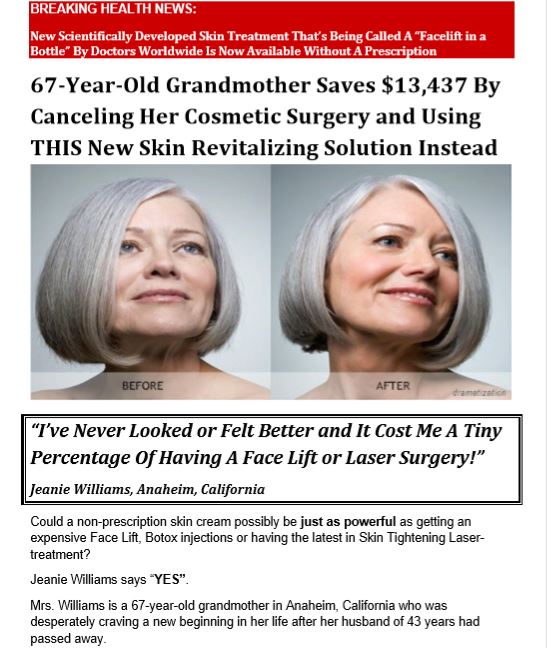 BREAKING HEALTH NEWS:
New Scientifically Developed Skin Treatment That's Being Called A "Facelift in a
Bottle" By Doctors Worldwide Is Now Available Without A Prescription
67-Year-Old Grandmother Saves $13,437 By
Canceling Her Cosmetic Surgery and Using
THIS New Skin Revitalizing Solution Instead
BEFORE
AFTER
dramatization
"I've Never Looked or Felt Better and It Cost Me A Tiny
Percentage Of Having A Face Lift or Laser Surgery!"
Jeanie Williams, Anaheim, California
Could a non-prescription skin cream possibly be just as powerful as getting an
expensive Face Lift, Botox injections or having the latest in Skin Tightening Laser-
treatment?
Jeanie Williams says "YES".
Mrs. Williams is a 67-year-old grandmother in Anaheim, California who was
desperately craving a new beginning in her life after her husband of 43 years had
passed away.